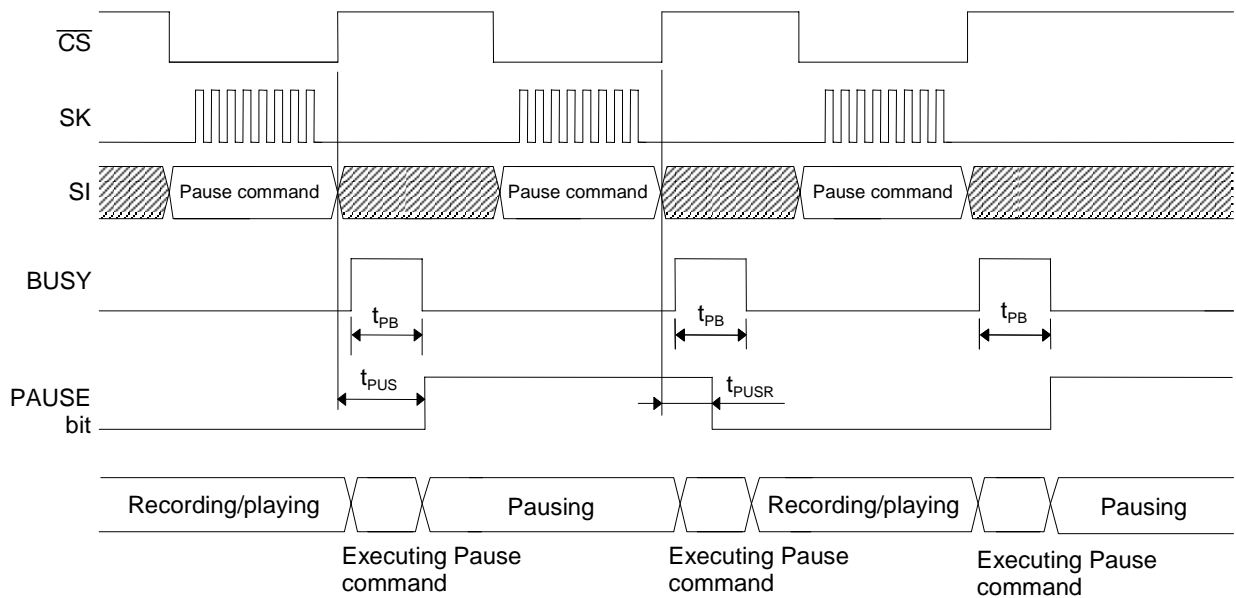 CS
SK
SI
Pause command
Pause command
Pause command
BUSY
tPB
tPB
tPB
PAUSE
bit
tPUS
tPUSR
Recording/playing
Pausing
Recording/playing
Pausing
Executing Pause
command
Executing Pause
command
Executing Pause
command